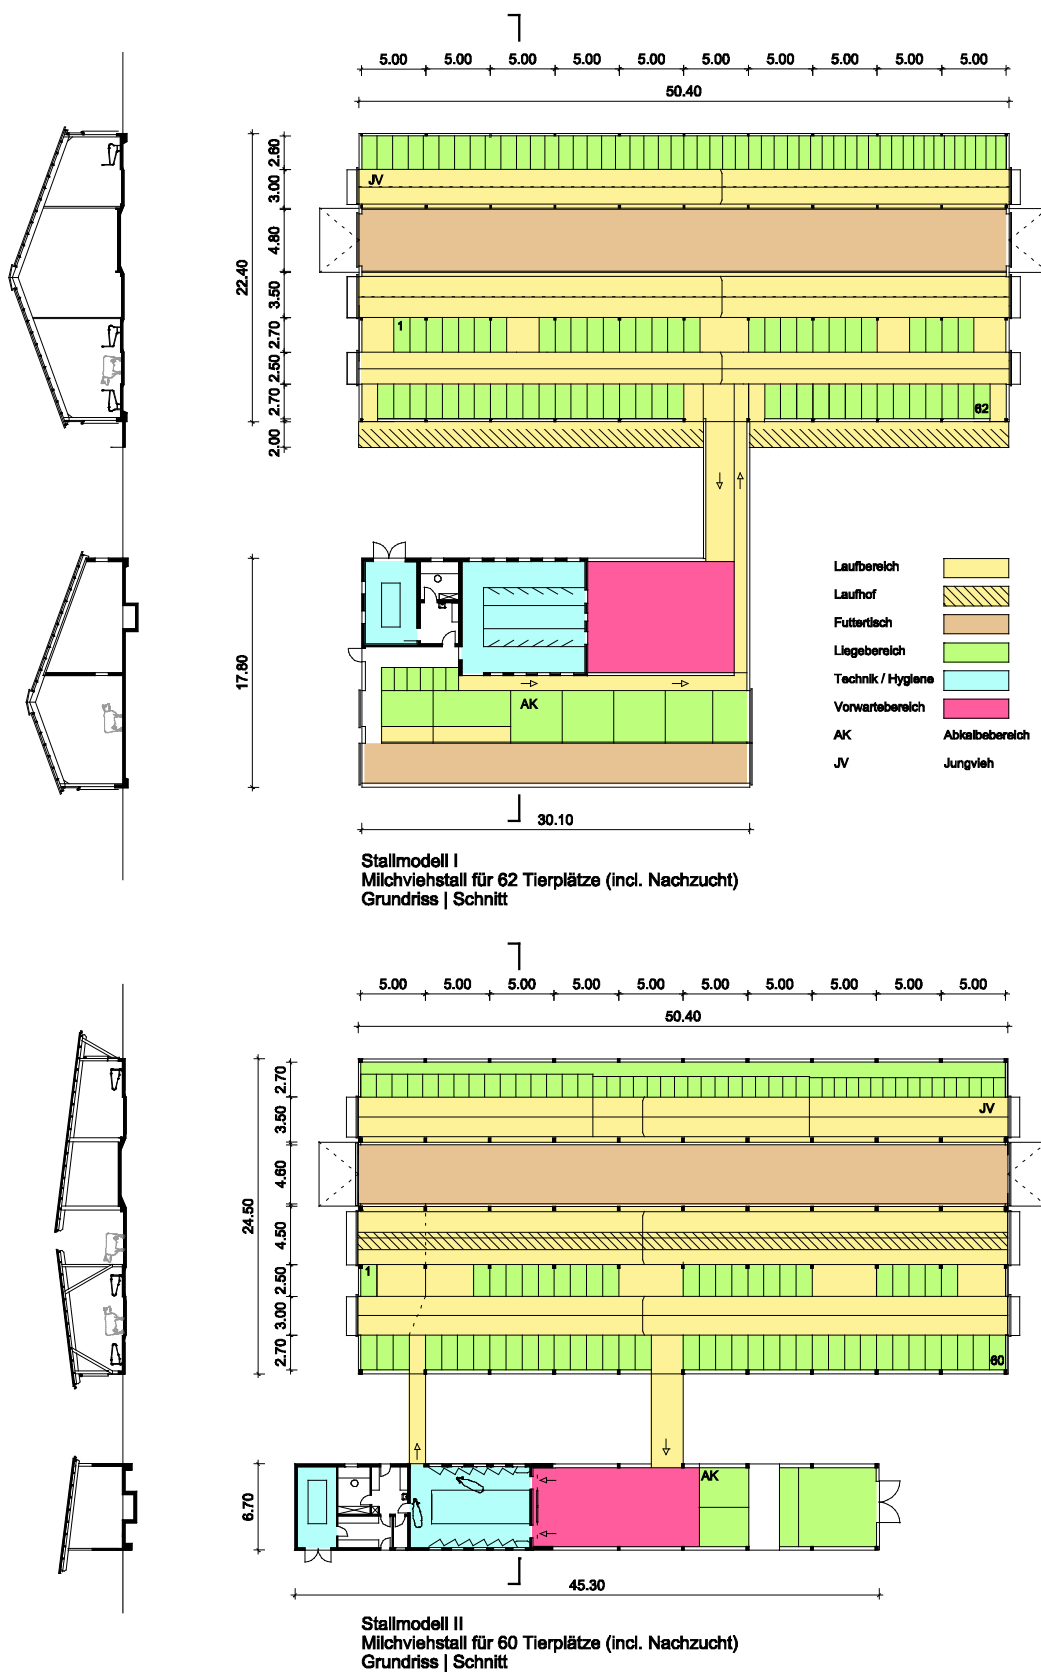 5.00 5.00 5.00 5.00 5.00 5.00 5.00 5.00 5.00 5.00
50.40
2.60
3.00
4.80
3.50
2.70
2.50
2.70
2.00
22.40
JV
1
62
17.80
AK
30.10
Laufbereich
Laufhof
Futtertisch
Liegebereich
Technik / Hygiene
Vorwartebereich
AK Abkalbebereich
JV Jungvieh
Stallmodell I
Milchviehstall für 62 Tierplätze (incl. Nachzucht)
Grundriss | Schnitt
5.00 5.00 5.00 5.00 5.00 5.00 5.00 5.00 5.00 5.00
50.40
2.70
3.50
4.60
4.50
2.50
3.00
2.70
24.50
JV
1
60
6.70
AK
45.30
Stallmodell II
Milchviehstall für 60 Tierplätze (incl. Nachzucht)
Grundriss | Schnitt